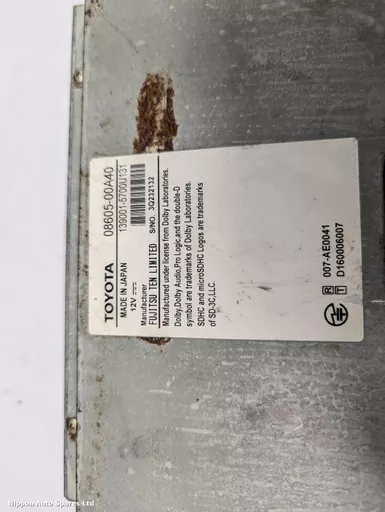 TOYOTA 08605-00A40
MADE IN JAPAN 139001-5700U131
12V
Manufacturer
FUJITSU TEN LIMITED S/NO. 3Q232132
Manufactured under license from Dolby Laboratories.
Dolby,Dolby Audio,Pro Logic,and the double-D
symbol are trademarks of Dolby Laboratories.
SDHC and microSDHC Logos are trademarks
of SD-3C,LLC.
R 007-AE0041
T D160006007
Nippon Auto Spares Ltd